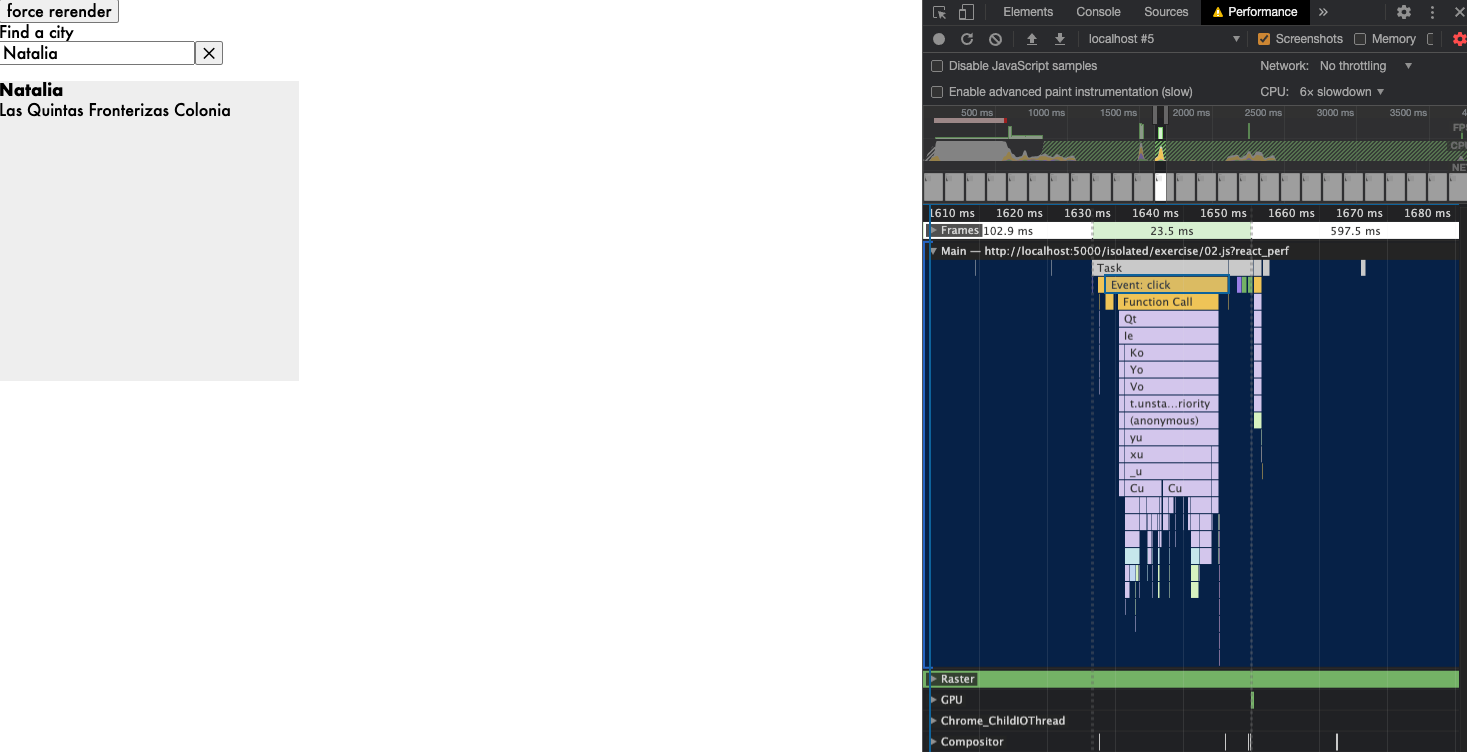 force rerender
Find a city
Natalia
Natalia
Las Quintas Fronterizas Colonia
Elements Console Sources Performance »
localhost #5 Screenshots Memory
Disable JavaScript samples Network: No throttling
Enable advanced paint instrumentation (slow) CPU: 6× slowdown
500 ms 1000 ms 1500 ms 2000 ms 2500 ms 3000 ms 3500 ms 4
FPS
CPU
NET
1610 ms 1620 ms 1630 ms 1640 ms 1650 ms 1660 ms 1670 ms 1680 ms
Frames 102.9 ms 23.5 ms 597.5 ms
Main — http://localhost:5000/isolated/exercise/02.js?react_perf
Task
Event: click
Function Call
Qt
Ko
Yo
Vo
t.unsta…riority
(anonymous)
yu
xu
_u
Cu Cu
Raster
GPU
Chrome_ChildIOThread
Compositor